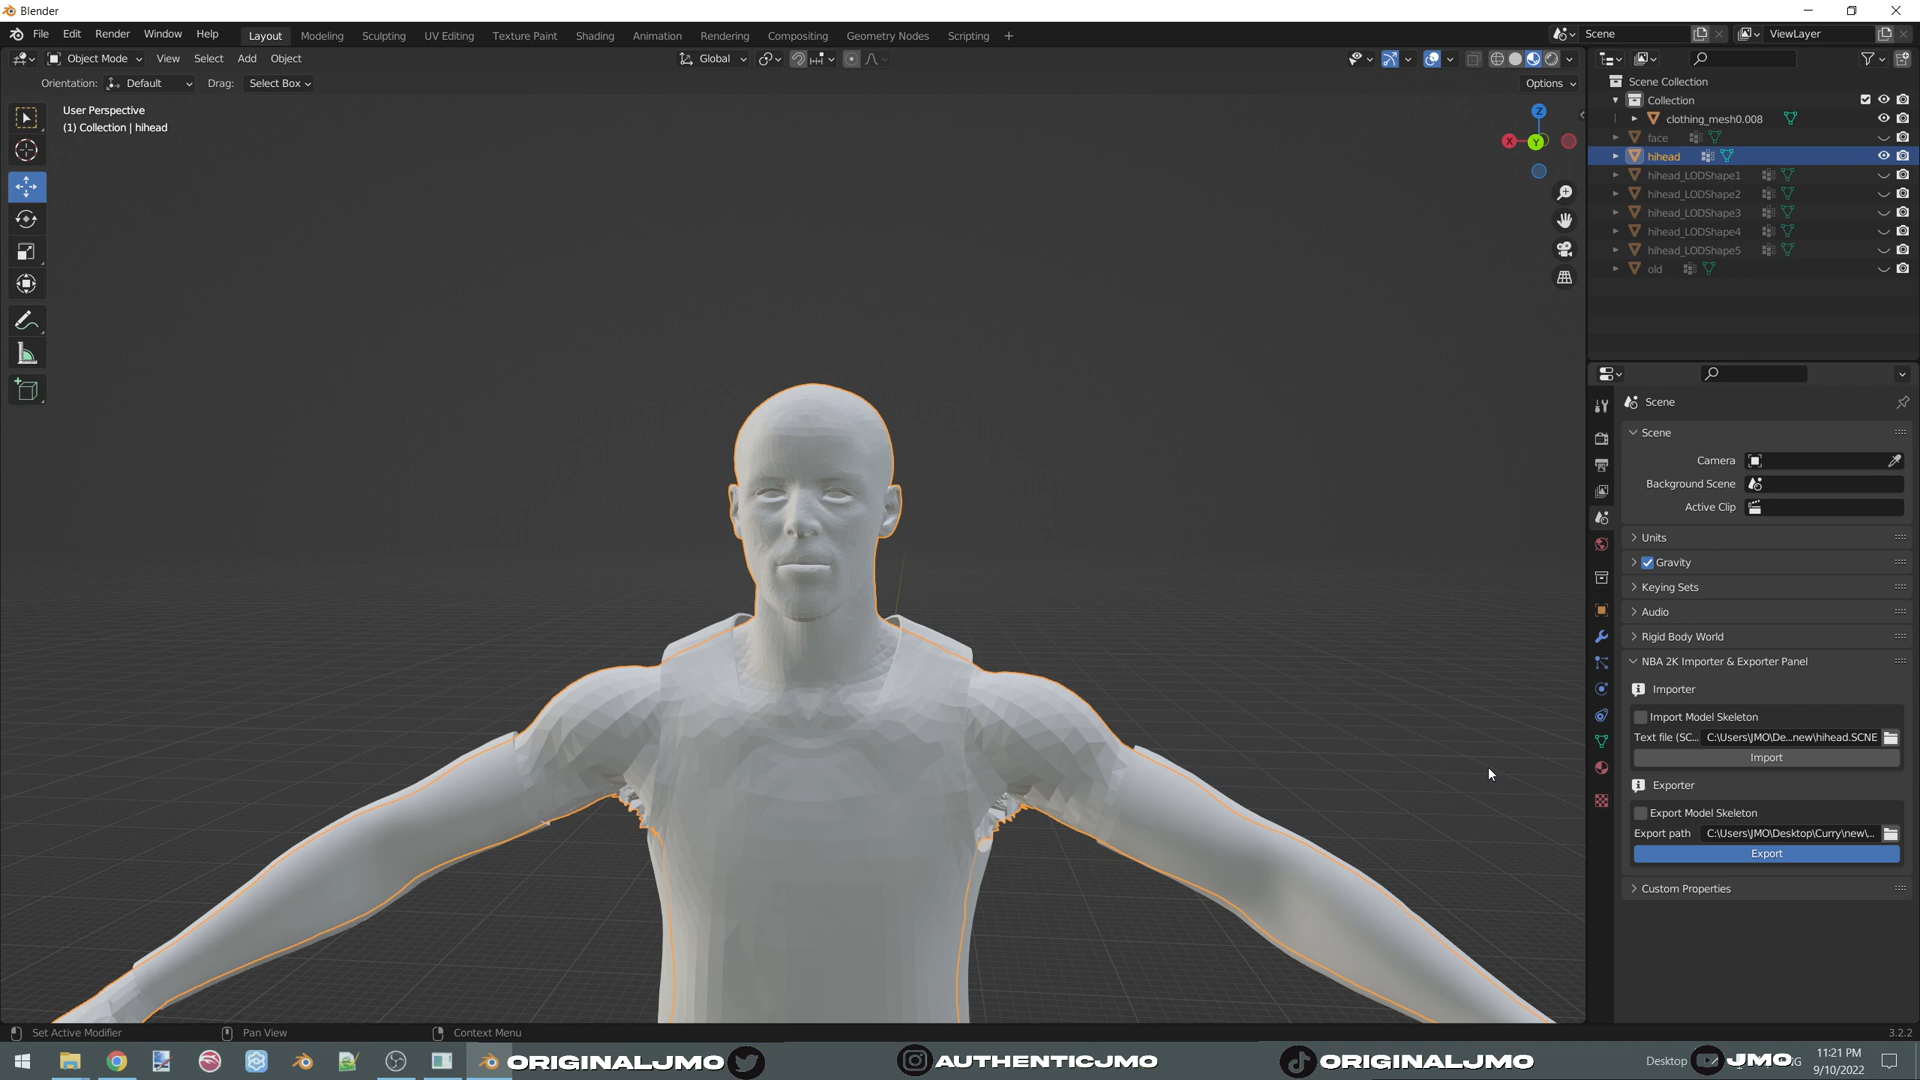 Blender
File Edit Render Window Help Layout Modeling Sculpting UV Editing Texture Paint Shading Animation Rendering Compositing Geometry Nodes Scripting + Scene ViewLayer
Object Mode View Select Add Object Global
Orientation: Default Drag: Select Box Options
User Perspective
(1) Collection | hihead
Z
X
Y
Scene Collection
Collection
clothing_mesh0.008
face
hihead
hihead_LODShape1
hihead_LODShape2
hihead_LODShape3
hihead_LODShape4
hihead_LODShape5
old
Scene
Scene
Camera
Background Scene
Active Clip
Units
Gravity
Keying Sets
Audio
Rigid Body World
NBA 2K Importer & Exporter Panel
Importer
Import Model Skeleton
Text file (SC... C:\Users\JMO\De...new\hihead.SCNE
Import
Exporter
Export Model Skeleton
Export path C:\Users\JMO\Desktop\Curry\new\...
Export
Custom Properties
Set Active Modifier Pan View Context Menu 3.2.2
ORIGINALJMO AUTHENTICJMO ORIGINALJMO Desktop JMO
11:21 PM
9/10/2022